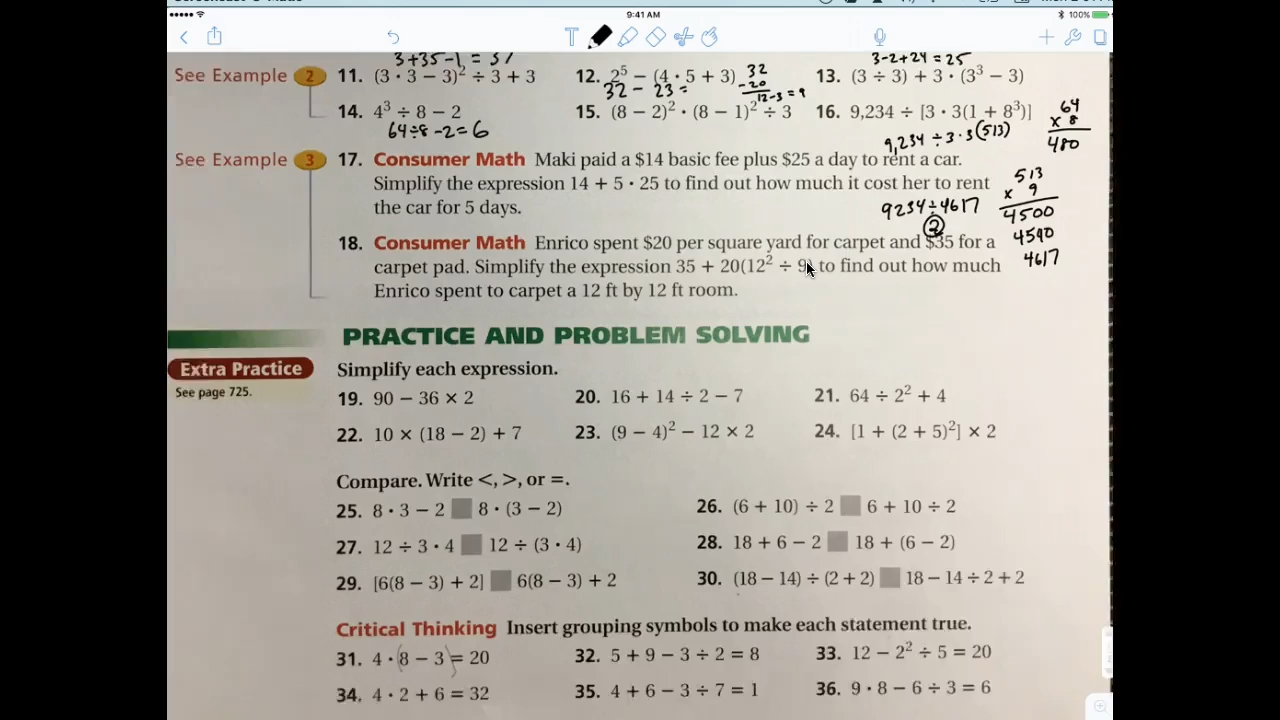 9:41 AM
100%
3+35-1 = 37
3-2+24 = 25
See Example 2
11. (3 · 3 − 3)² ÷ 3 + 3
12. 2⁵ − (4 · 5 + 3)
32
-20
12-3 = 9
13. (3 ÷ 3) + 3 · (3³ − 3)
32 - 23 =
14. 4³ ÷ 8 − 2
15. (8 − 2)² · (8 − 1)² ÷ 3
16. 9,234 ÷ [3 · 3(1 + 8³)]
64÷8-2=6
9,234 ÷ 3 · 3(513)
64
x 8
480
See Example 3
17. Consumer Math Maki paid a $14 basic fee plus $25 a day to rent a car.
Simplify the expression 14 + 5 · 25 to find out how much it cost her to rent
the car for 5 days.
9234÷4617
2
513
x 9
4500
4590
4617
18. Consumer Math Enrico spent $20 per square yard for carpet and $35 for a
carpet pad. Simplify the expression 35 + 20(12² ÷ 9) to find out how much
Enrico spent to carpet a 12 ft by 12 ft room.
PRACTICE AND PROBLEM SOLVING
Extra Practice
See page 725.
Simplify each expression.
19. 90 − 36 × 2
20. 16 + 14 ÷ 2 − 7
21. 64 ÷ 2² + 4
22. 10 × (18 − 2) + 7
23. (9 − 4)² − 12 × 2
24. [1 + (2 + 5)²] × 2
Compare. Write <, >, or =.
25. 8 · 3 − 2 8 · (3 − 2)
26. (6 + 10) ÷ 2 6 + 10 ÷ 2
27. 12 ÷ 3 · 4 12 ÷ (3 · 4)
28. 18 + 6 − 2 18 + (6 − 2)
29. [6(8 − 3) + 2] 6(8 − 3) + 2
30. (18 − 14) ÷ (2 + 2) 18 − 14 ÷ 2 + 2
Critical Thinking Insert grouping symbols to make each statement true.
31. 4 · (8 − 3) = 20
32. 5 + 9 − 3 ÷ 2 = 8
33. 12 − 2² ÷ 5 = 20
34. 4 · 2 + 6 = 32
35. 4 + 6 − 3 ÷ 7 = 1
36. 9 · 8 − 6 ÷ 3 = 6